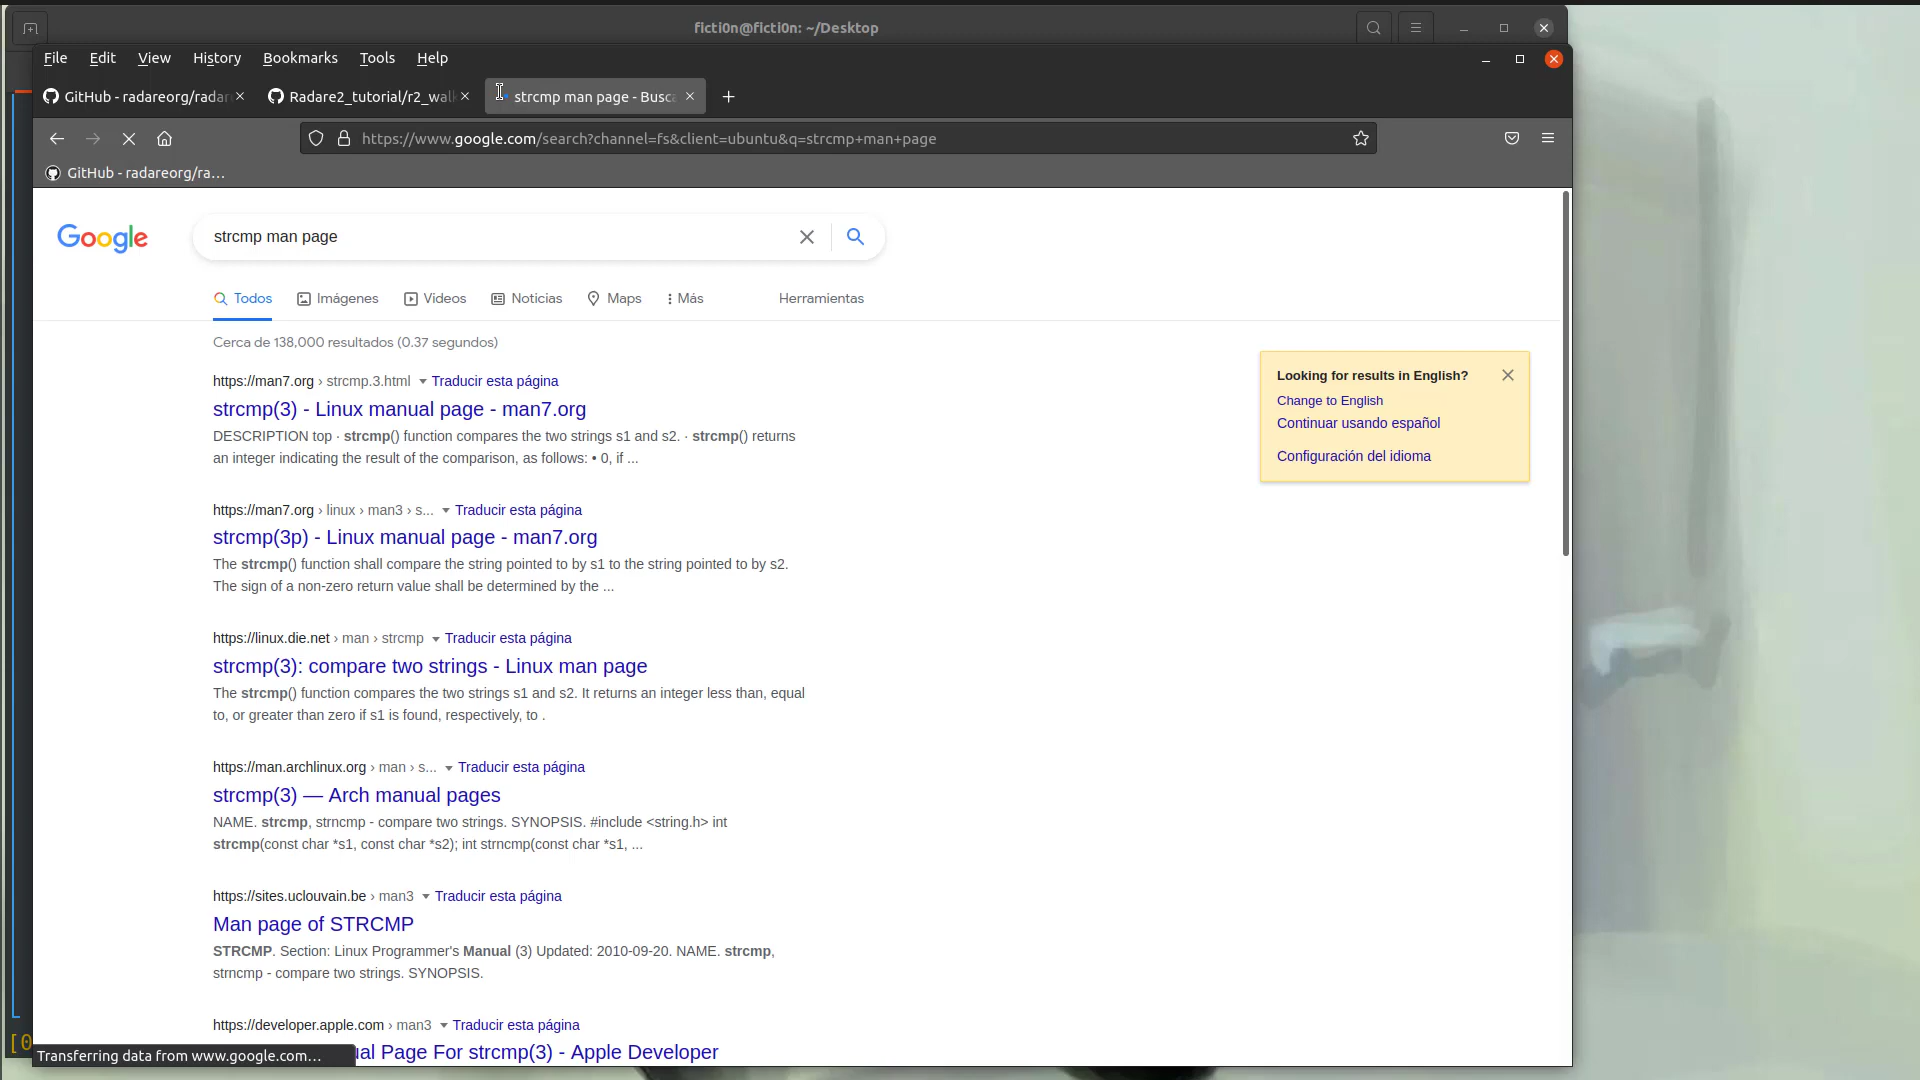 ficti0n@ficti0n: ~/Desktop
File Edit View History Bookmarks Tools Help
GitHub - radareorg/radar
Radare2_tutorial/r2_walk
strcmp man page - Busca
https://www.google.com/search?channel=fs&client=ubuntu&q=strcmp+man+page
GitHub - radareorg/ra...
Google
strcmp man page
Todos Imágenes Videos Noticias Maps Más Herramientas
Cerca de 138,000 resultados (0.37 segundos)
https://man7.org › strcmp.3.html Traducir esta página
strcmp(3) - Linux manual page - man7.org
DESCRIPTION top · strcmp() function compares the two strings s1 and s2. · strcmp() returns
an integer indicating the result of the comparison, as follows: • 0, if ...
https://man7.org › linux › man3 › s... Traducir esta página
strcmp(3p) - Linux manual page - man7.org
The strcmp() function shall compare the string pointed to by s1 to the string pointed to by s2.
The sign of a non-zero return value shall be determined by the ...
https://linux.die.net › man › strcmp Traducir esta página
strcmp(3): compare two strings - Linux man page
The strcmp() function compares the two strings s1 and s2. It returns an integer less than, equal
to, or greater than zero if s1 is found, respectively, to .
https://man.archlinux.org › man › s... Traducir esta página
strcmp(3) — Arch manual pages
NAME. strcmp, strncmp - compare two strings. SYNOPSIS. #include <string.h> int
strcmp(const char *s1, const char *s2); int strncmp(const char *s1, ...
https://sites.uclouvain.be › man3 Traducir esta página
Man page of STRCMP
STRCMP. Section: Linux Programmer's Manual (3) Updated: 2010-09-20. NAME. strcmp,
strncmp - compare two strings. SYNOPSIS.
https://developer.apple.com › man3 Traducir esta página
ual Page For strcmp(3) - Apple Developer
Looking for results in English?
Change to English
Continuar usando español
Configuración del idioma
[0
Transferring data from www.google.com...